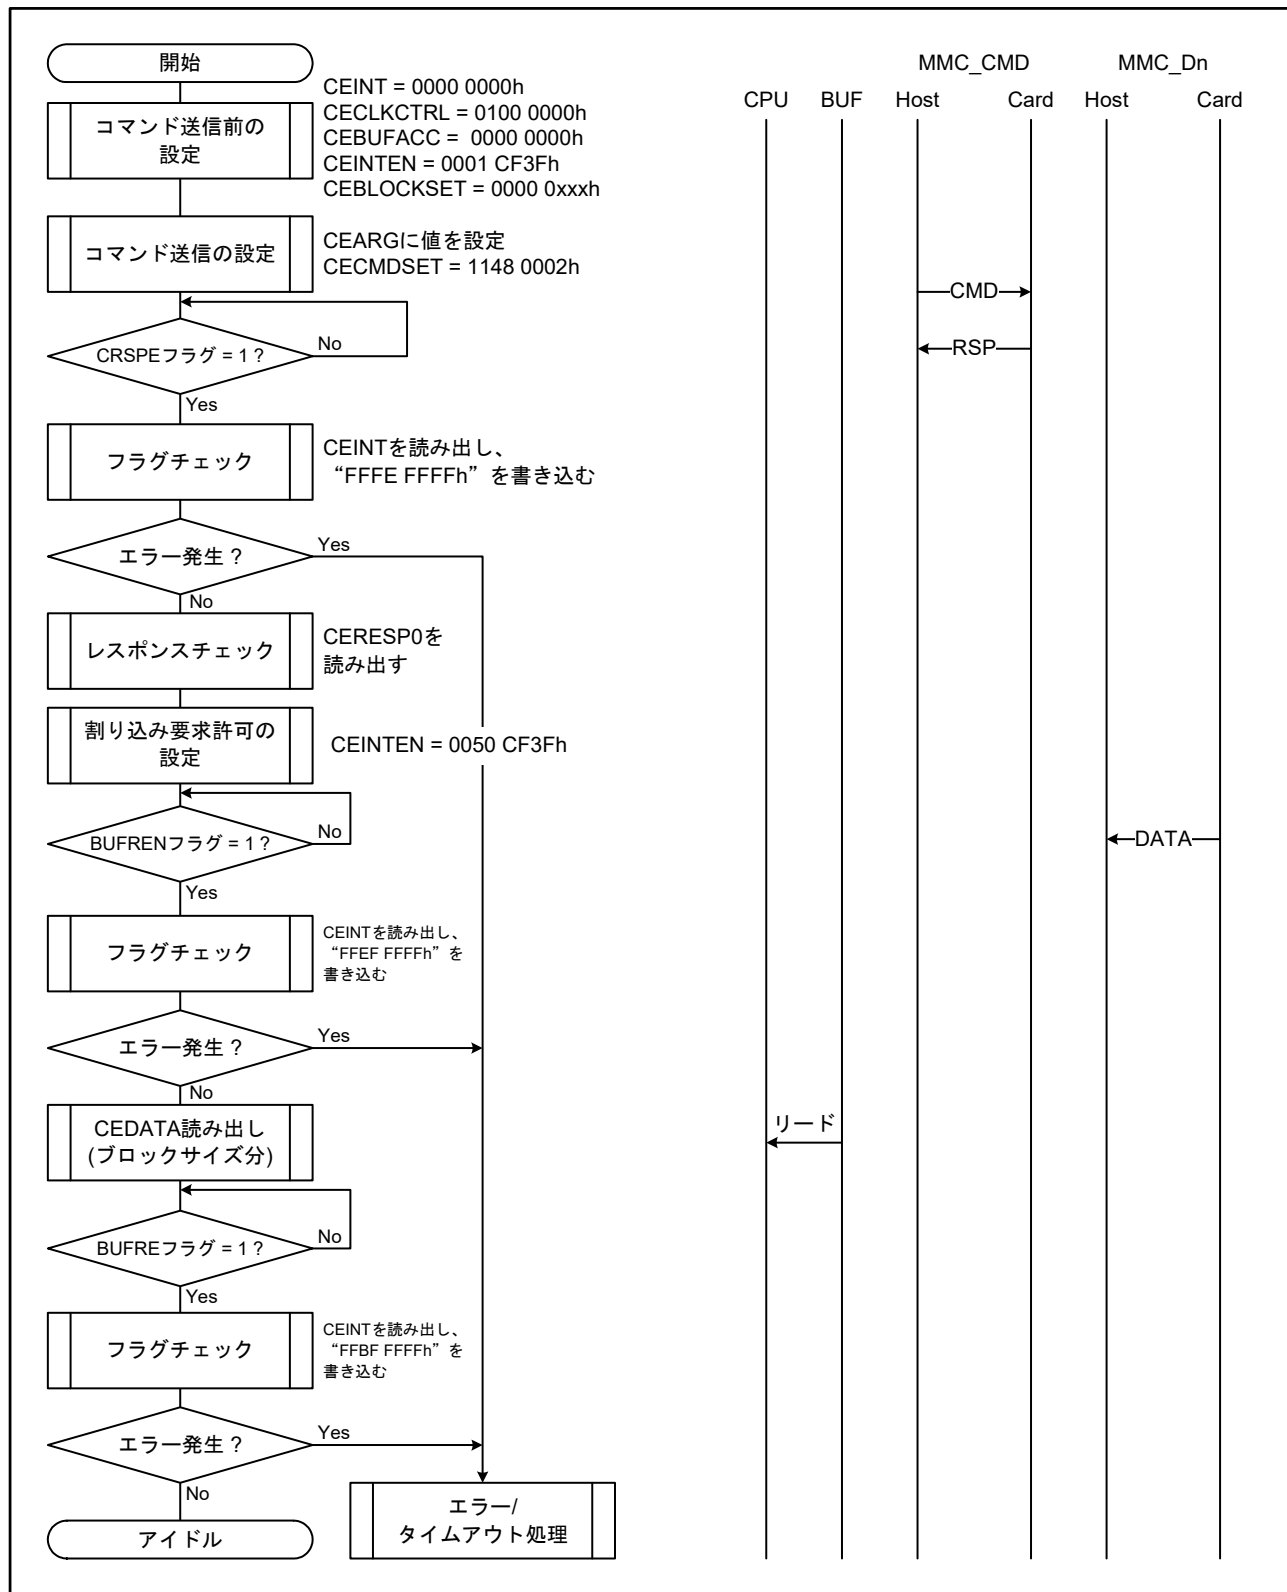 開始
CEINT = 0000 0000h
CECLKCTRL = 0100 0000h
CEBUFACC =  0000 0000h
CEINTEN = 0001 CF3Fh
CEBLOCKSET = 0000 0xxxh
コマンド送信前の
設定
コマンド送信の設定
CEARGに値を設定
CECMDSET = 1148 0002h
CRSPEフラグ = 1 ?
No
Yes
フラグチェック
CEINTを読み出し、
“FFFE FFFFh”を書き込む
エラー発生 ?
Yes
No
レスポンスチェック
CERESP0を
読み出す
割り込み要求許可の
設定
CEINTEN = 0050 CF3Fh
BUFRENフラグ = 1 ?
No
Yes
フラグチェック
CEINTを読み出し、
“FFEF FFFFh”を
書き込む
エラー発生 ?
Yes
No
CEDATA読み出し
(ブロックサイズ分)
BUFREフラグ = 1 ?
No
Yes
フラグチェック
CEINTを読み出し、
“FFBF FFFFh”を
書き込む
エラー発生 ?
Yes
No
アイドル
エラー/
タイムアウト処理
MMC_CMD
MMC_Dn
CPU
BUF
Host
Card
Host
Card
CMD
RSP
DATA
リード